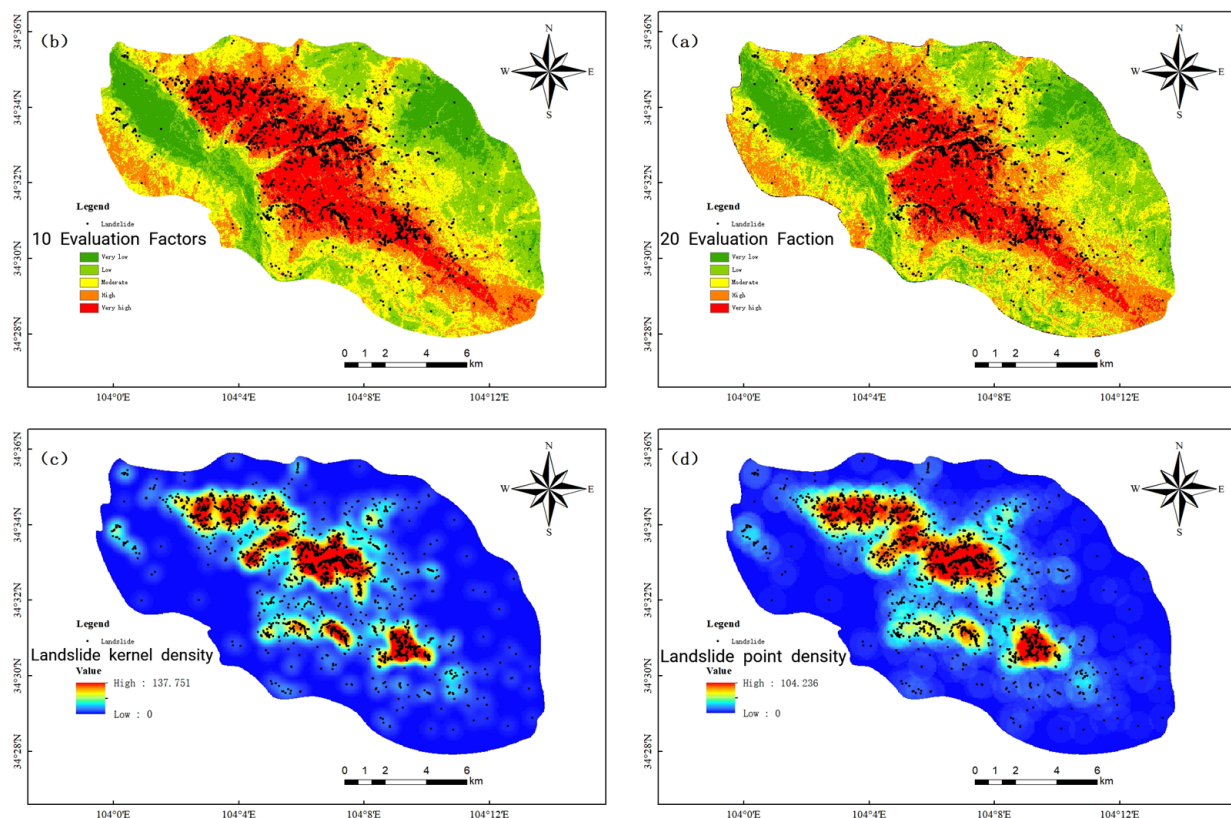 34°36′N
34°34′N
34°32′N
34°30′N
34°28′N
(b)
N
W E
S
Legend
Landslide
10 Evaluation Factors
Very low
Low
Moderate
High
Very high
0 1 2 4 6
km
104°0′E 104°4′E 104°8′E 104°12′E
34°36′N
34°34′N
34°32′N
34°30′N
34°28′N
(a)
N
W E
S
Legend
Landslide
20 Evaluation Faction
Very low
Low
Moderate
High
Very high
0 1 2 4 6
km
104°0′E 104°4′E 104°8′E 104°12′E
34°36′N
34°34′N
34°32′N
34°30′N
34°28′N
(c)
N
W E
S
Legend
Landslide
Landslide kernel density
Value
High : 137.751
Low : 0
0 1 2 4 6
km
104°0′E 104°4′E 104°8′E 104°12′E
34°36′N
34°34′N
34°32′N
34°30′N
34°28′N
(d)
N
W E
S
Legend
Landslide
Landslide point density
Value
High : 104.236
Low : 0
0 1 2 4 6
km
104°0′E 104°4′E 104°8′E 104°12′E